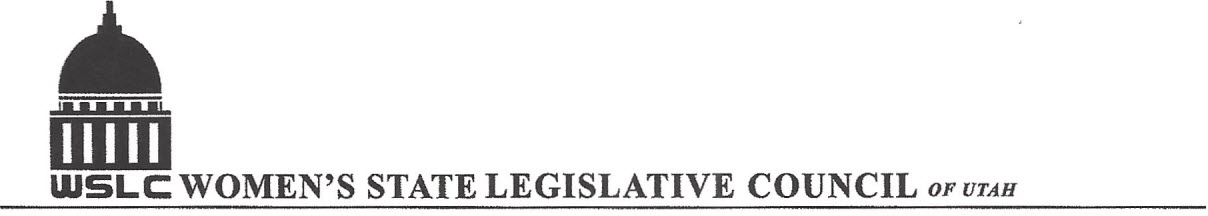 WSLC WOMEN'S STATE LEGISLATIVE COUNCIL OF UTAH